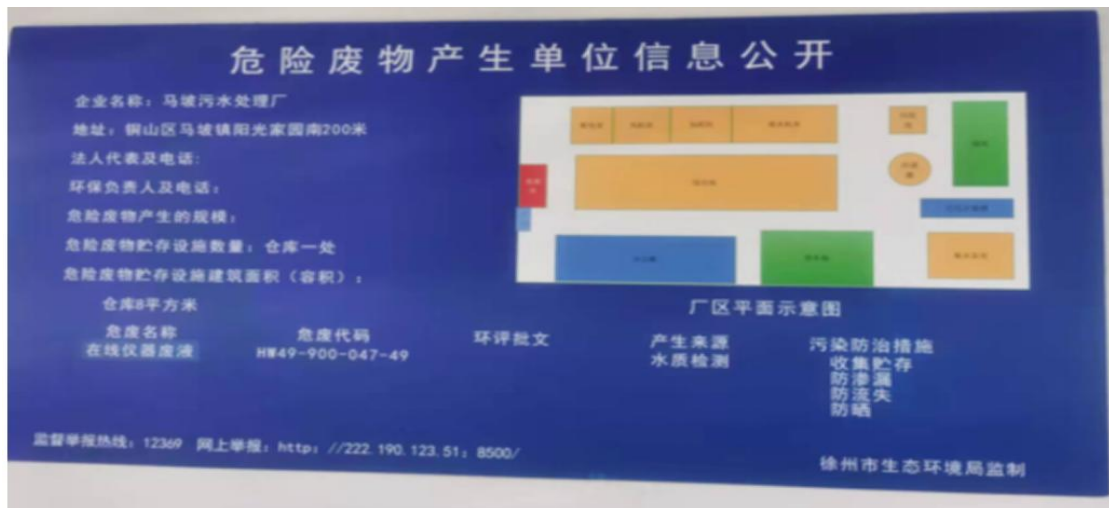 危险废物产生单位信息公开
企业名称：马坡污水处理厂
地址：铜山区马坡镇阳光家园南200米
法人代表及电话：
环保负责人及电话：
危险废物产生的规模：
危险废物贮存设施数量：仓库一处
危险废物贮存设施建筑面积（容积）：
仓库8平方米
厂区平面示意图
危废名称 危废代码 环评批文 产生来源 污染防治措施
在线仪器废液 HW49-900-047-49 水质检测 收集贮存
防渗漏
防流失
防晒
监督举报热线：12369 网上举报：http：//222.190.123.51：8500/
徐州市生态环境局监制